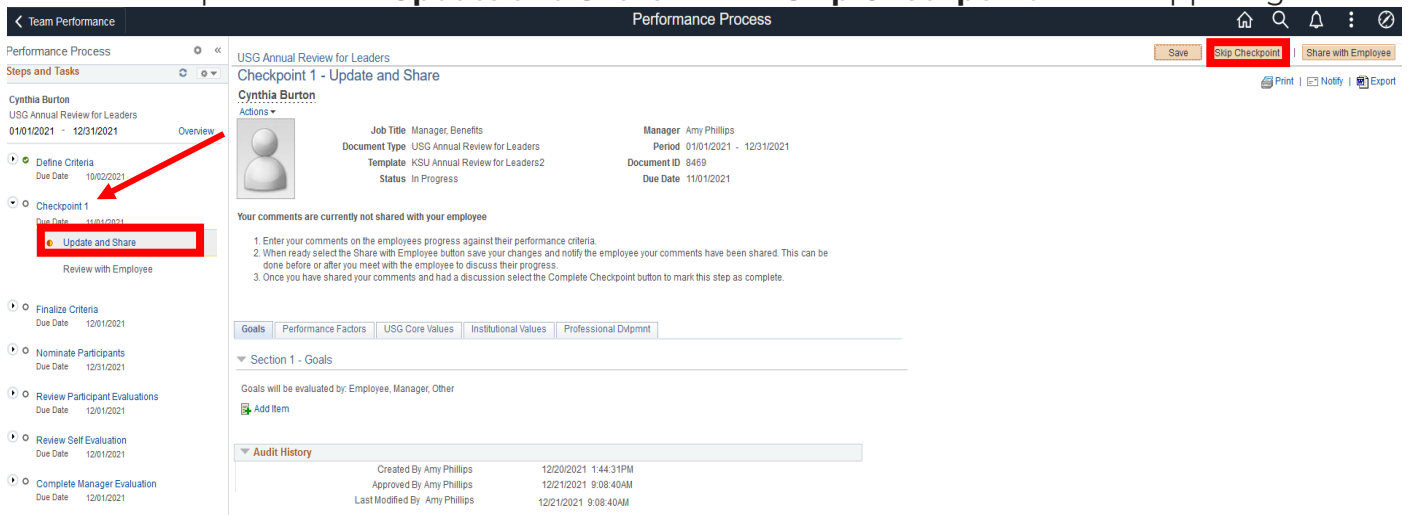 Update and Share Skip Checkpoint
Team Performance
Performance Process
Performance Process
Steps and Tasks
Cynthia Burton
USG Annual Review for Leaders
01/01/2021 - 12/31/2021 Overview
Define Criteria
Due Date 10/02/2021
Checkpoint 1
Due Date 11/01/2021
Update and Share
Review with Employee
Finalize Criteria
Due Date 12/01/2021
Nominate Participants
Due Date 12/31/2021
Review Participant Evaluations
Due Date 12/01/2021
Review Self Evaluation
Due Date 12/01/2021
Complete Manager Evaluation
Due Date 12/01/2021
USG Annual Review for Leaders
Save Skip Checkpoint | Share with Employee
Checkpoint 1 - Update and Share
Print | Notify | Export
Cynthia Burton
Actions
Job Title Manager, Benefits Manager Amy Phillips
Document Type USG Annual Review for Leaders Period 01/01/2021 - 12/31/2021
Template KSU Annual Review for Leaders2 Document ID 8469
Status In Progress Due Date 11/01/2021
Your comments are currently not shared with your employee
1. Enter your comments on the employees progress against their performance criteria.
2. When ready select the Share with Employee button save your changes and notify the employee your comments have been shared. This can be
done before or after you meet with the employee to discuss their progress.
3. Once you have shared your comments and had a discussion select the Complete Checkpoint button to mark this step as complete.
Goals Performance Factors USG Core Values Institutional Values Professional Dvlpmnt
Section 1 - Goals
Goals will be evaluated by: Employee, Manager, Other
Add Item
Audit History
Created By Amy Phillips 12/20/2021 1:44:31PM
Approved By Amy Phillips 12/21/2021 9:08:40AM
Last Modified By Amy Phillips 12/21/2021 9:08:40AM